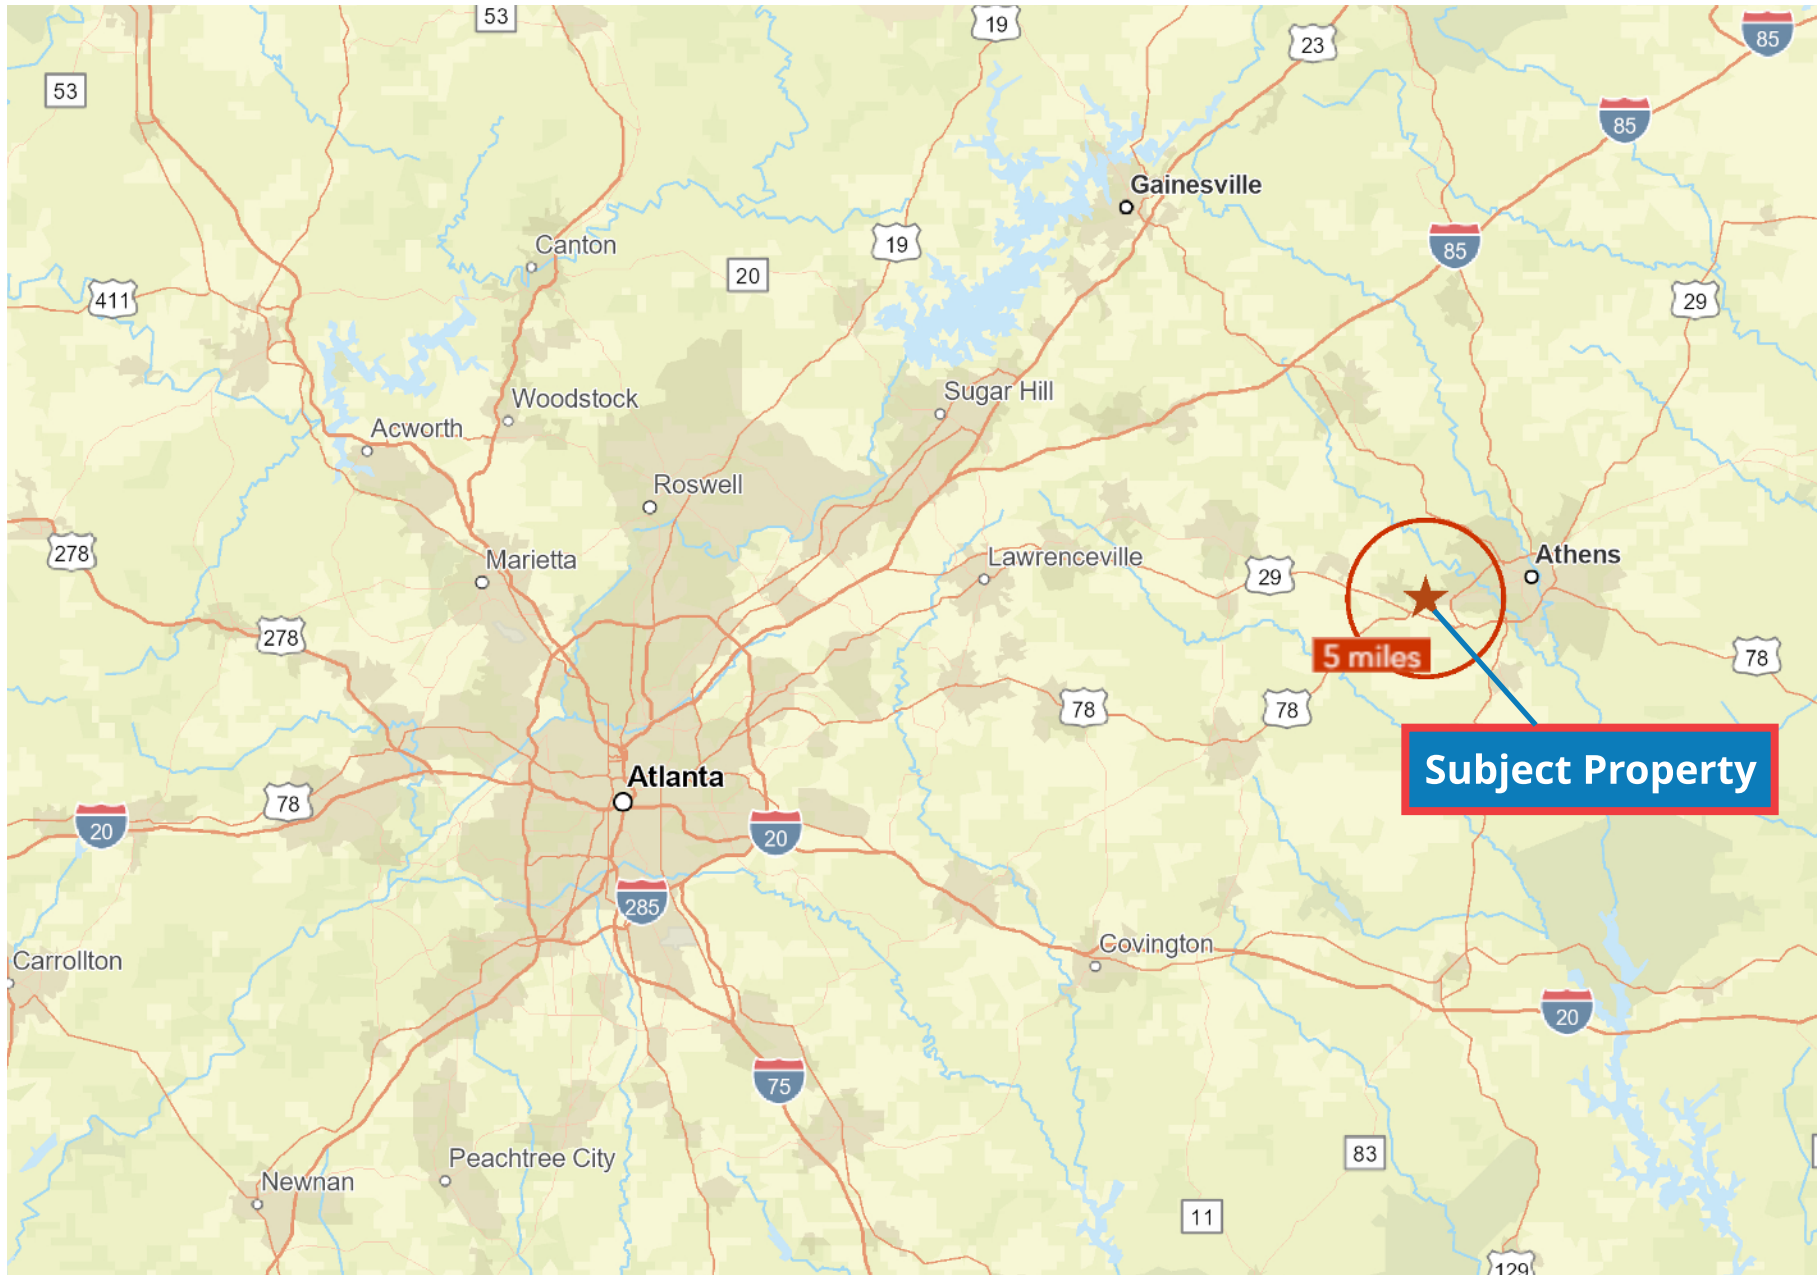 53
19
23
85
53
85
Gainesville
Canton
19
85
20
411
29
Sugar Hill
Woodstock
Acworth
Roswell
278
Marietta
Lawrenceville
29
Athens
278
5 miles
78
78
78
Subject Property
Atlanta
78
20
20
285
Covington
Carrollton
20
75
83
Peachtree City
Newnan
11
129